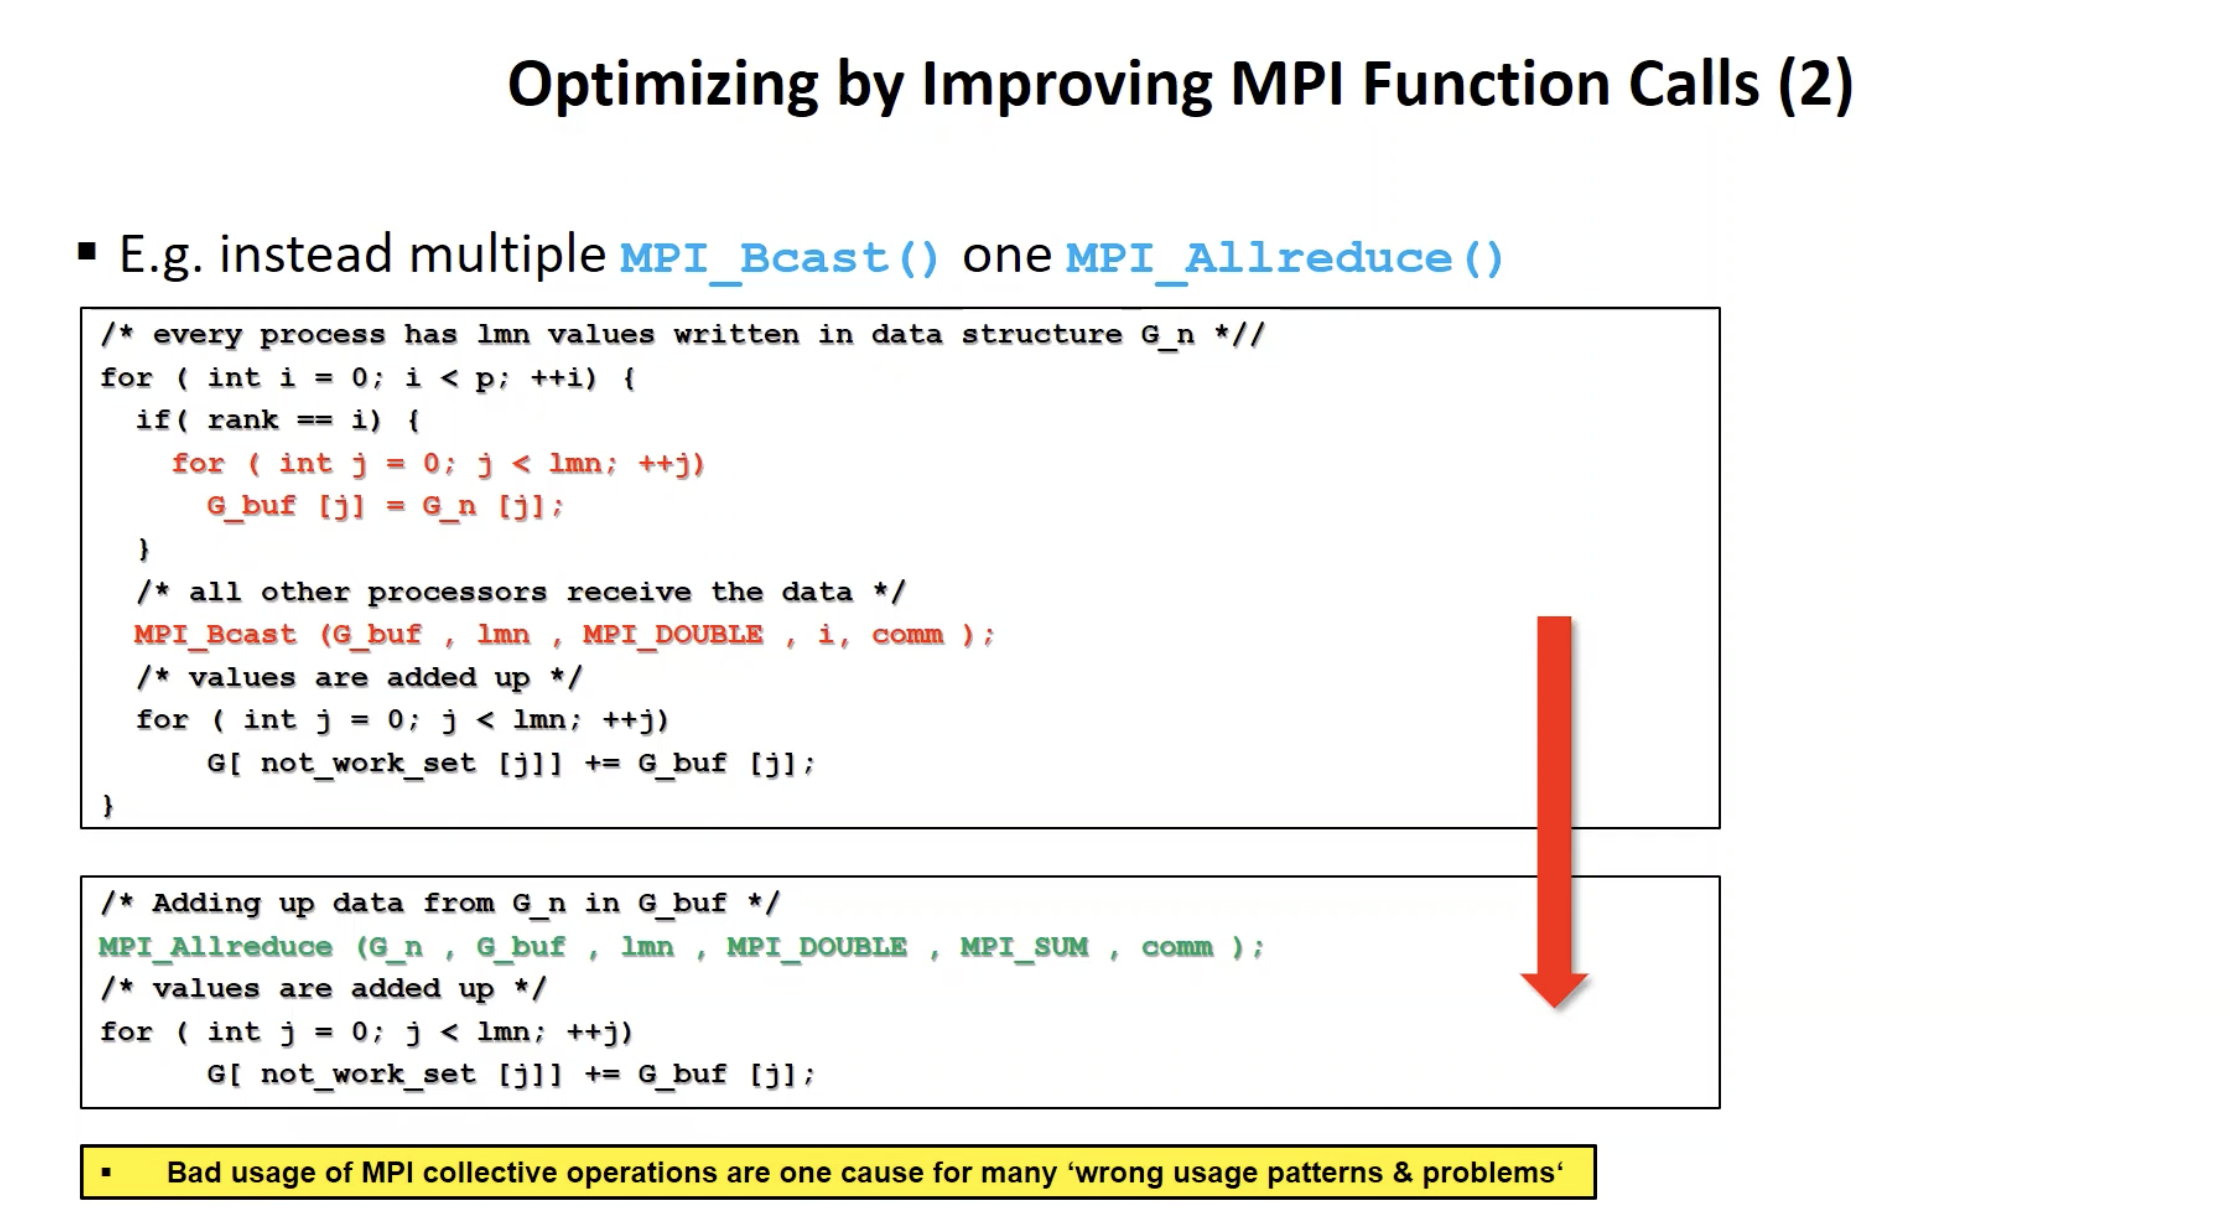 Optimizing by Improving MPI Function Calls (2)
▪ E.g. instead multiple MPI_Bcast() one MPI_Allreduce()
/* every process has lmn values written in data structure G_n *//
for ( int i = 0; i < p; ++i) {
if( rank == i) {
for ( int j = 0; j < lmn; ++j)
G_buf [j] = G_n [j];
}
/* all other processors receive the data */
MPI_Bcast (G_buf , lmn , MPI_DOUBLE , i, comm );
/* values are added up */
for ( int j = 0; j < lmn; ++j)
G[ not_work_set [j]] += G_buf [j];
}
/* Adding up data from G_n in G_buf */
MPI_Allreduce (G_n , G_buf , lmn , MPI_DOUBLE , MPI_SUM , comm );
/* values are added up */
for ( int j = 0; j < lmn; ++j)
G[ not_work_set [j]] += G_buf [j];
▪ Bad usage of MPI collective operations are one cause for many ‘wrong usage patterns & problems‘